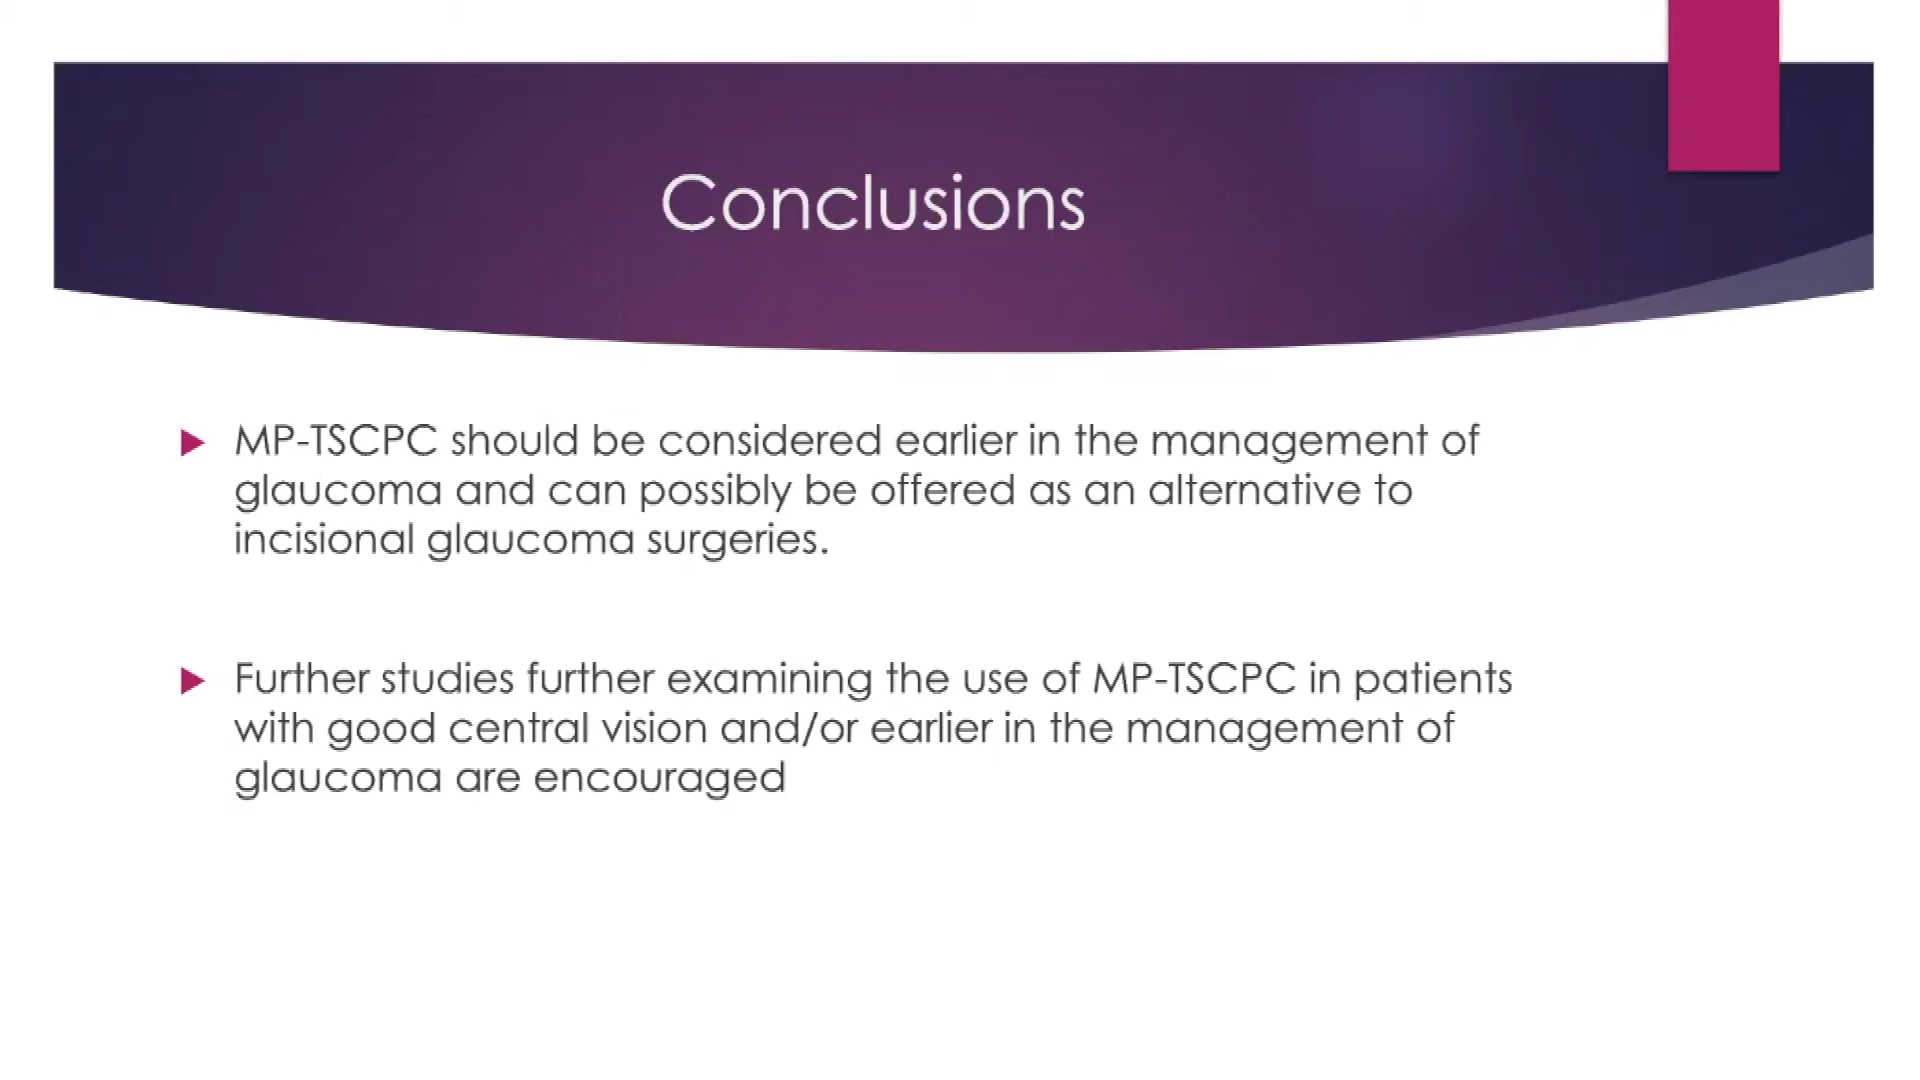 Conclusions
MP-TSCPC should be considered earlier in the management of
glaucoma and can possibly be offered as an alternative to
incisional glaucoma surgeries.
Further studies further examining the use of MP-TSCPC in patients
with good central vision and/or earlier in the management of
glaucoma are encouraged